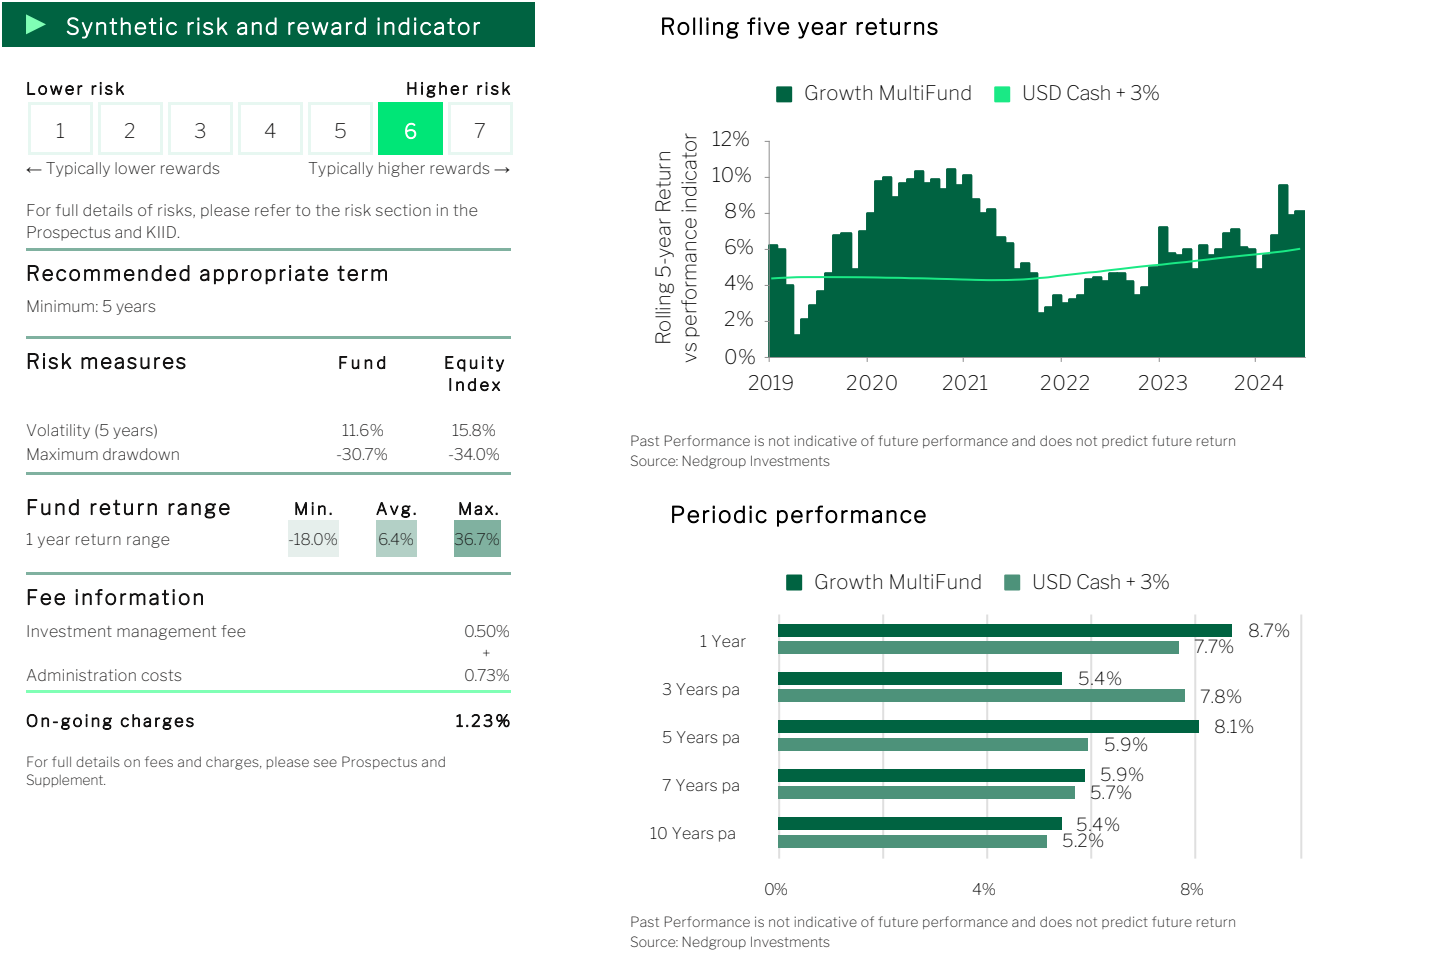 Synthetic risk and reward indicator
Lower risk Higher risk
1 2 3 4 5 6 7
← Typically lower rewards Typically higher rewards →
For full details of risks, please refer to the risk section in the
Prospectus and KIID.
Recommended appropriate term
Minimum: 5 years
Risk measures Fund Equity
Index
Volatility (5 years) 11.6% 15.8%
Maximum drawdown -30.7% -34.0%
Fund return range Min. Avg. Max.
1 year return range -18.0% 6.4% 36.7%
Fee information
Investment management fee 0.50%
+
Administration costs 0.73%
On-going charges 1.23%
For full details on fees and charges, please see Prospectus and
Supplement.
Rolling five year returns
Growth MultiFund USD Cash + 3%
Rolling 5-year Return
vs performance indicator
12%
10%
8%
6%
4%
2%
0%
2019 2020 2021 2022 2023 2024
Past Performance is not indicative of future performance and does not predict future return
Source: Nedgroup Investments
Periodic performance
Growth MultiFund USD Cash + 3%
1 Year 8.7%
7.7%
3 Years pa 5.4%
7.8%
5 Years pa 8.1%
5.9%
7 Years pa 5.9%
5.7%
10 Years pa 5.4%
5.2%
0% 4% 8%
Past Performance is not indicative of future performance and does not predict future return
Source: Nedgroup Investments